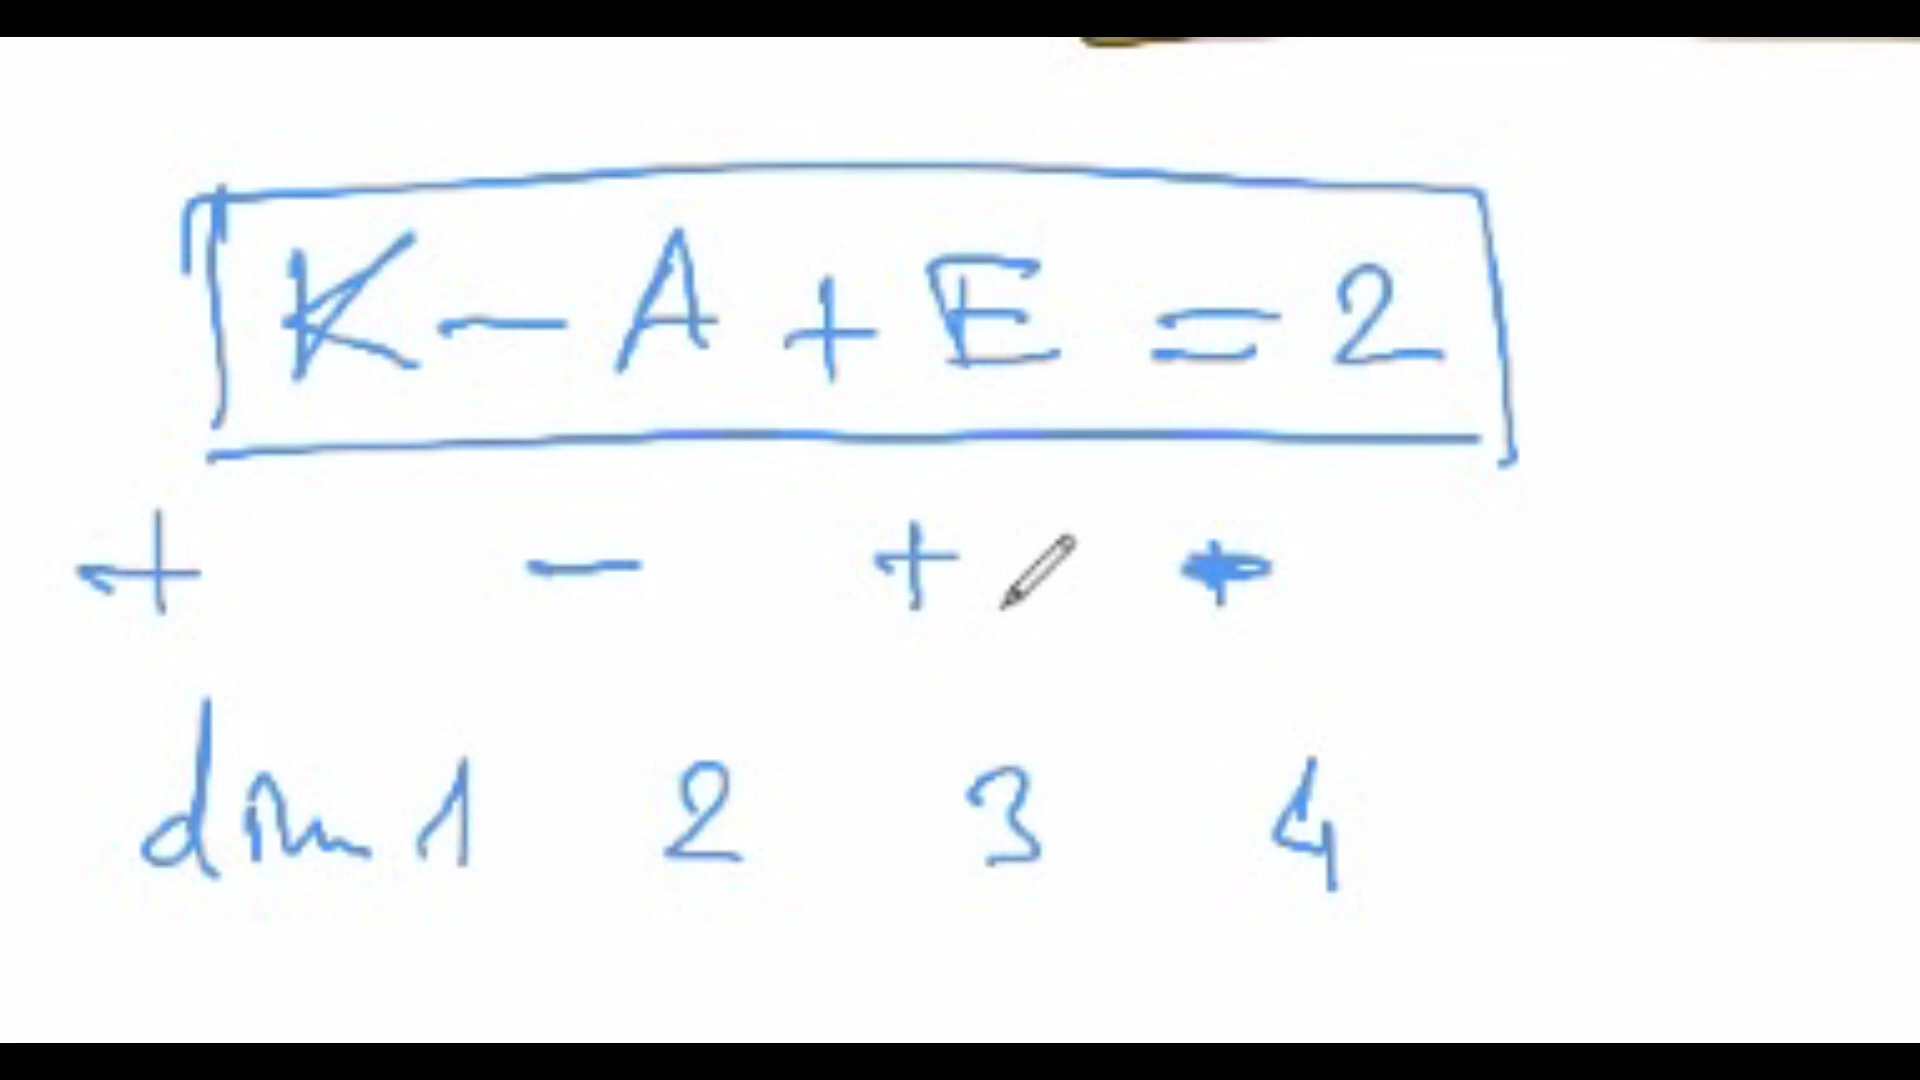 K - A + E = 2
+ - + +
dim 1 2 3 4